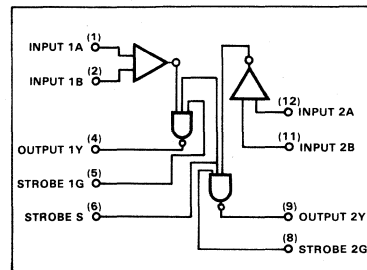 INPUT 1A (1)
INPUT 1B (2)
(12) INPUT 2A
(11) INPUT 2B
OUTPUT 1Y (4)
STROBE 1G (5)
STROBE S (6)
(9) OUTPUT 2Y
(8) STROBE 2G